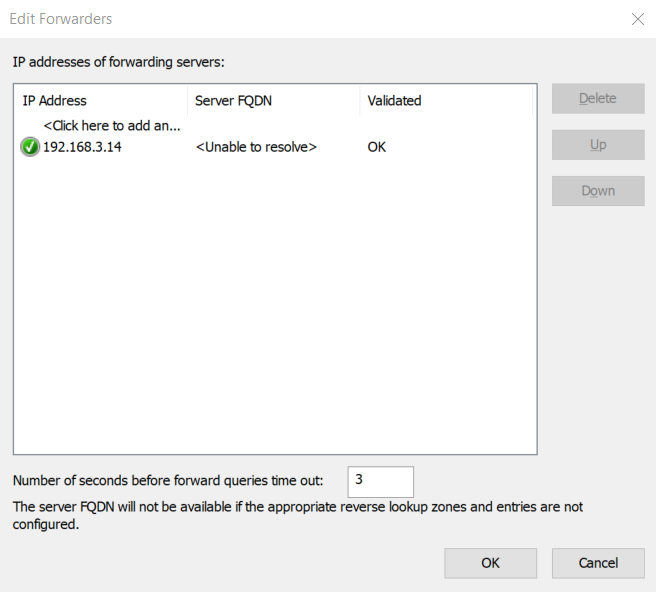 Edit Forwarders
IP addresses of forwarding servers:
IP Address Server FQDN Validated
<Click here to add an...
192.168.3.14 <Unable to resolve> OK
Delete
Up
Down
Number of seconds before forward queries time out: 3
The server FQDN will not be available if the appropriate reverse lookup zones and entries are not
configured.
OK Cancel